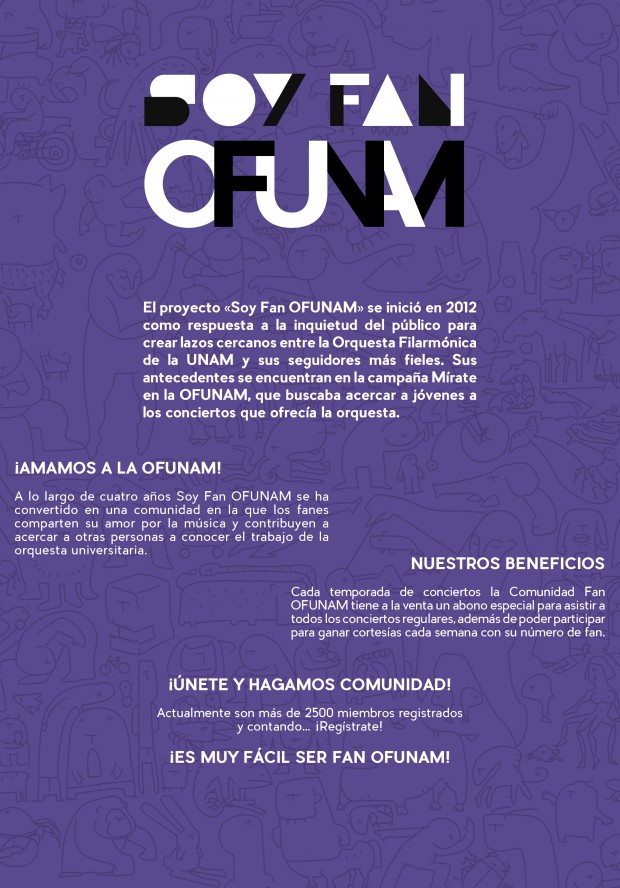 SOY FAN
OFUNAM
El proyecto «Soy Fan OFUNAM» se inició en 2012
como respuesta a la inquietud del público para
crear lazos cercanos entre la Orquesta Filarmónica
de la UNAM y sus seguidores más fieles. Sus
antecedentes se encuentran en la campaña Mírate
en la OFUNAM, que buscaba acercar a jóvenes a
los conciertos que ofrecía la orquesta.
¡AMAMOS A LA OFUNAM!
A lo largo de cuatro años Soy Fan OFUNAM se ha
convertido en una comunidad en la que los fanes
comparten su amor por la música y contribuyen a
acercar a otras personas a conocer el trabajo de la
orquesta universitaria.
NUESTROS BENEFICIOS
Cada temporada de conciertos la Comunidad Fan
OFUNAM tiene a la venta un abono especial para asistir a
todos los conciertos regulares, además de poder participar
para ganar cortesías cada semana con su número de fan.
¡ÚNETE Y HAGAMOS COMUNIDAD!
Actualmente son más de 2500 miembros registrados
y contando... ¡Regístrate!
¡ES MUY FÁCIL SER FAN OFUNAM!